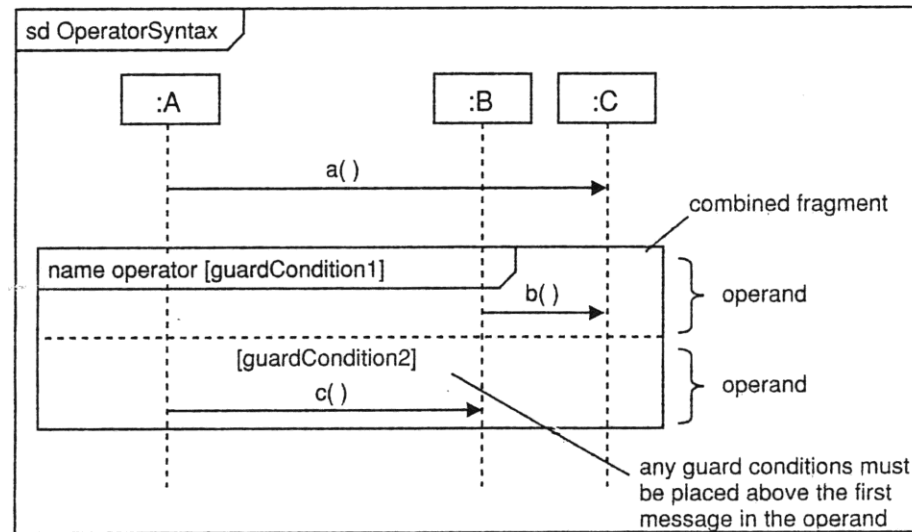 sd OperatorSyntax
:A
:B
:C
a( )
combined fragment
name operator [guardCondition1]
b( )
operand
[guardCondition2]
c( )
operand
any guard conditions must
be placed above the first
message in the operand